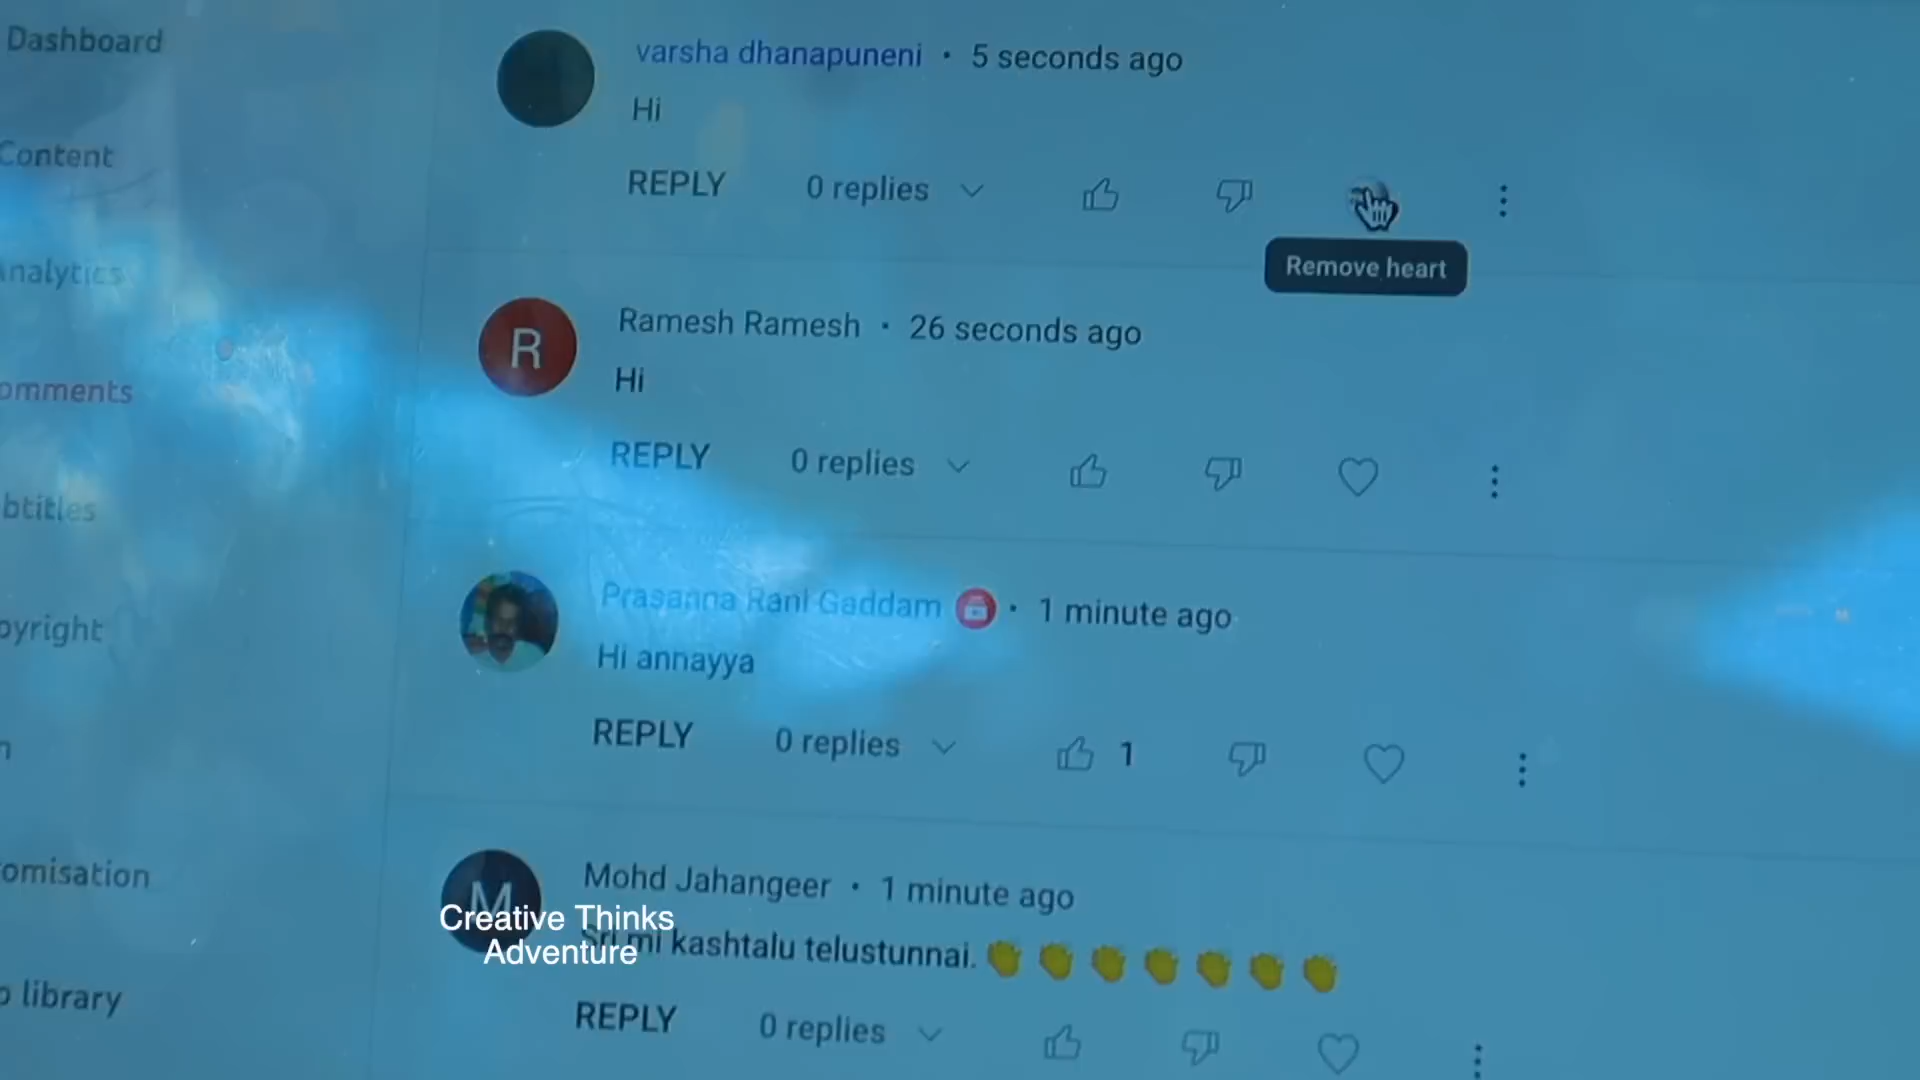 Dashboard
varsha dhanapuneni • 5 seconds ago
Hi
Content
REPLY 0 replies
Remove heart
Analytics
Ramesh Ramesh • 26 seconds ago
R
Hi
omments
REPLY 0 replies
btitles
Prasanna Rani Gaddam • 1 minute ago
Hi annayya
pyright
REPLY 0 replies 1
omisation
Mohd Jahangeer • 1 minute ago
M
Creative Thinks
Adventure
mi kashtalu telustunnai. 👏👏👏👏👏👏👏
o library
REPLY 0 replies